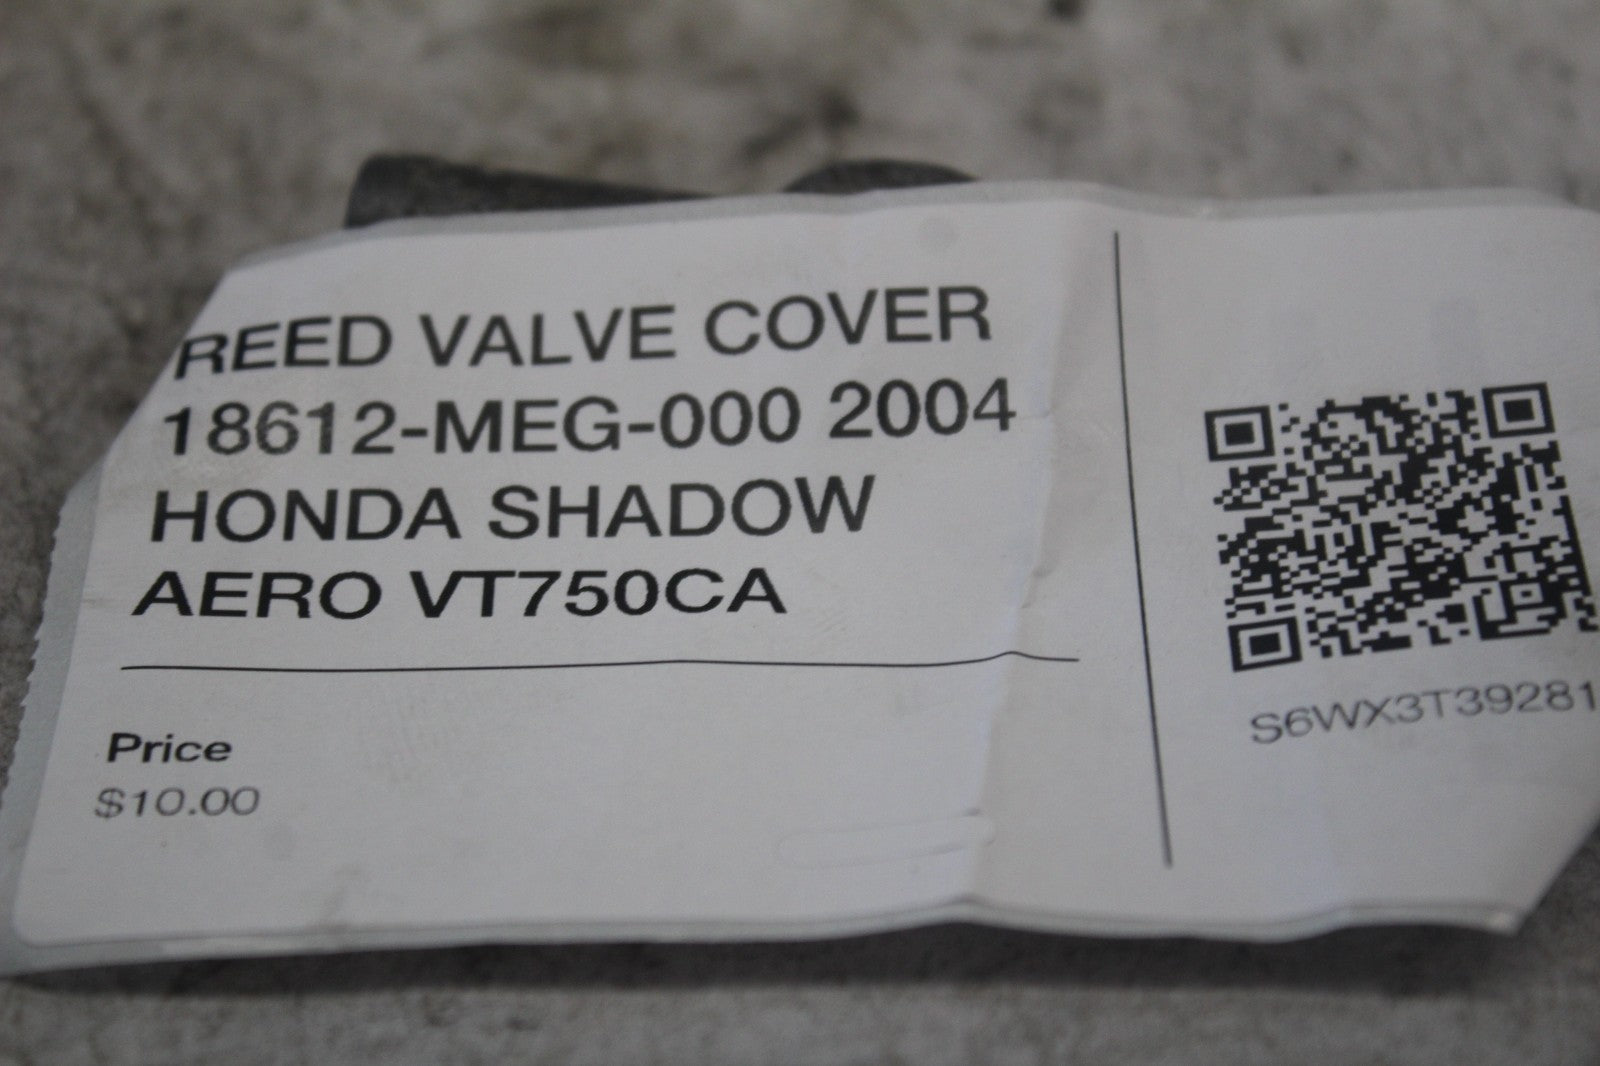 REED VALVE COVER
18612-MEG-000 2004
HONDA SHADOW
AERO VT750CA
Price
$10.00
S6WX3T39281